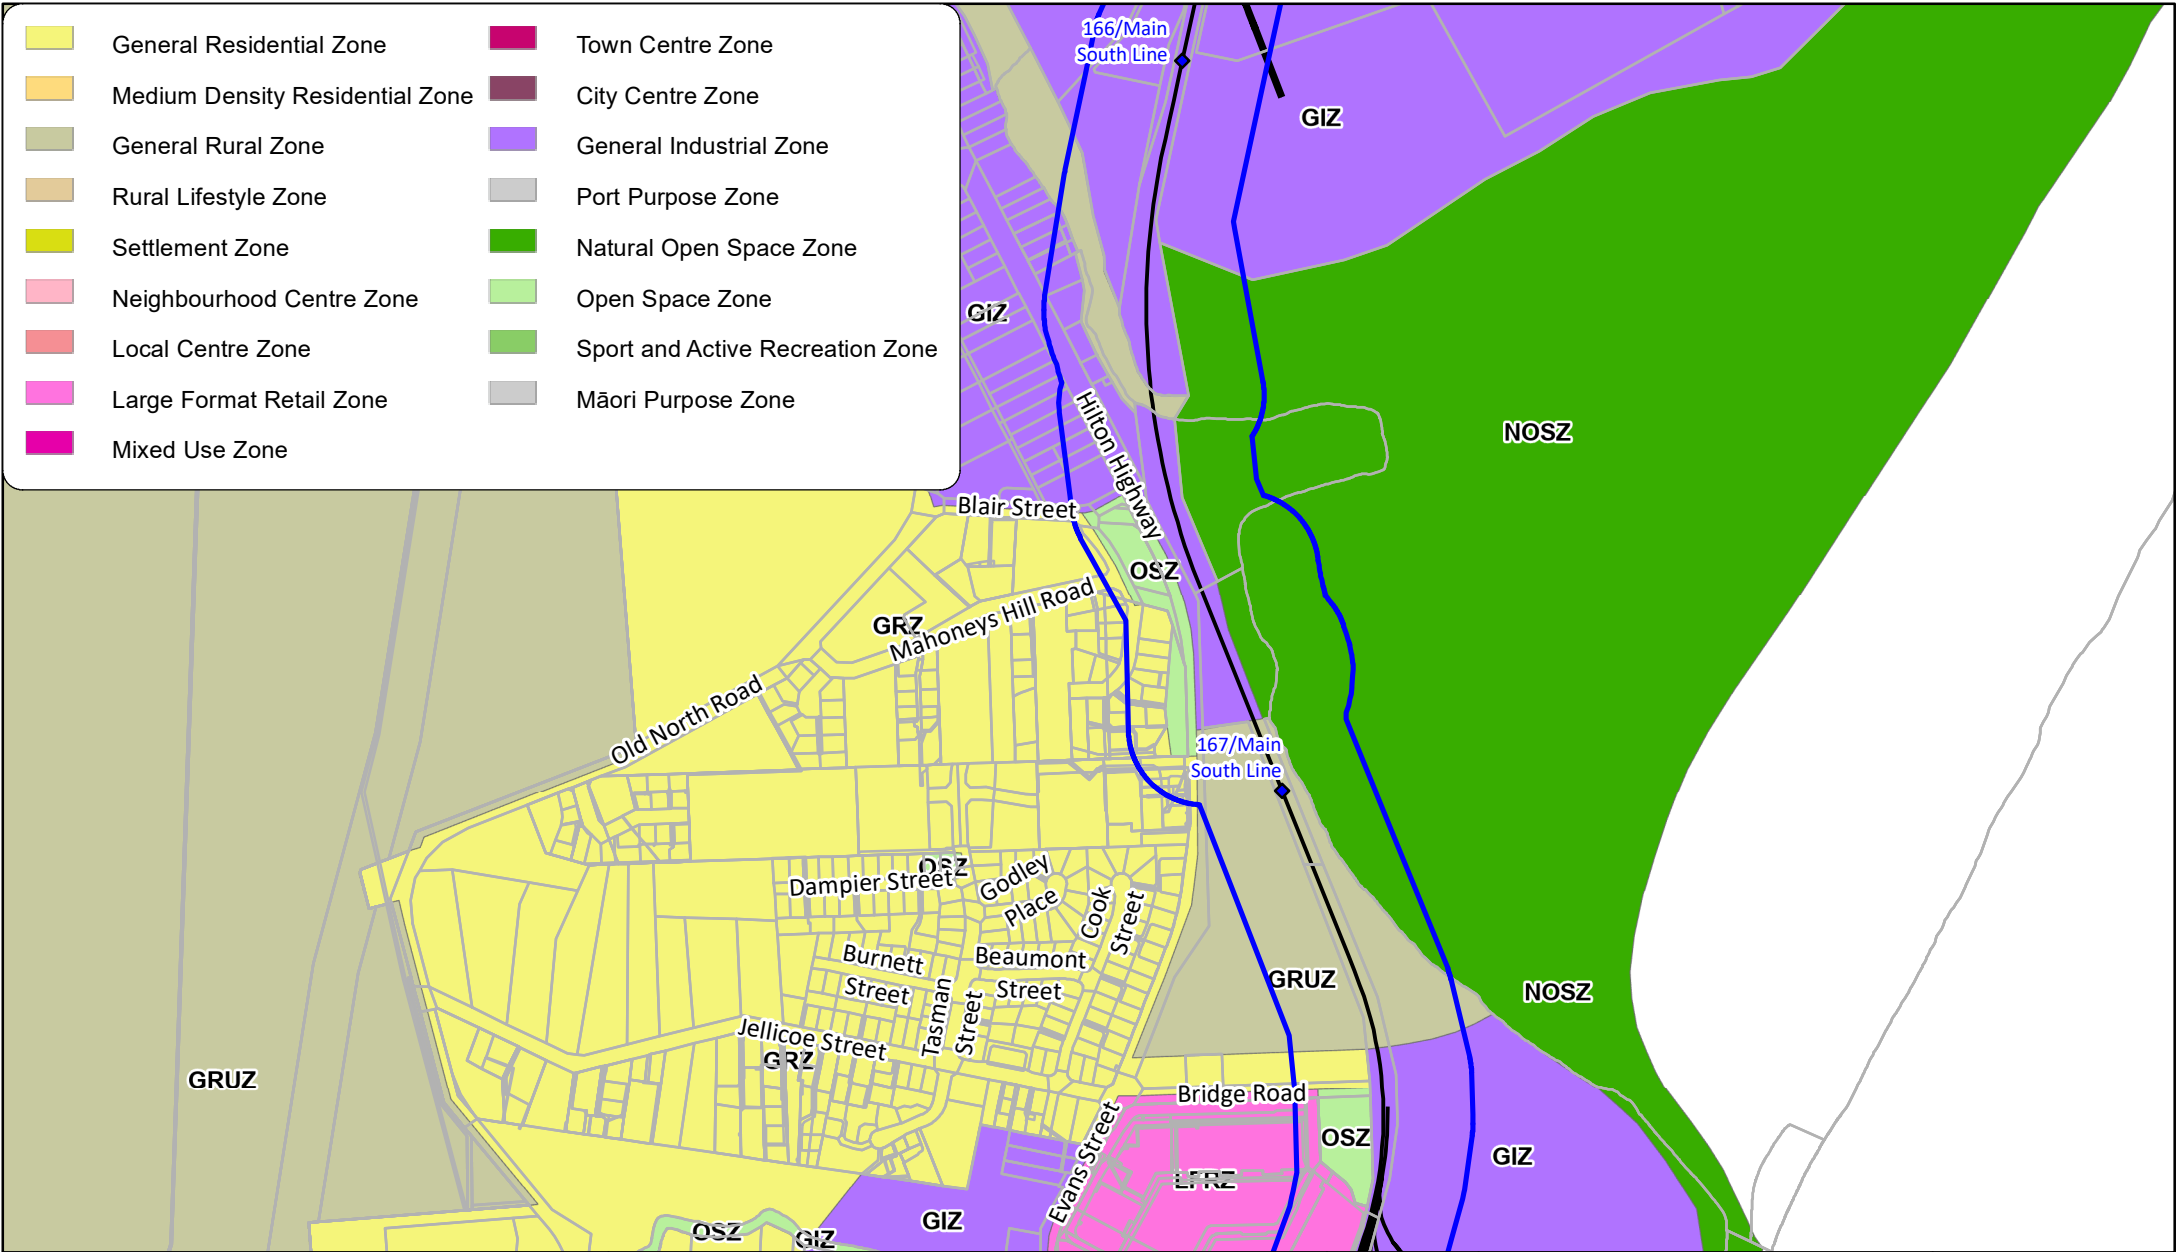 General Residential Zone
Medium Density Residential Zone
General Rural Zone
Rural Lifestyle Zone
Settlement Zone
Neighbourhood Centre Zone
Local Centre Zone
Large Format Retail Zone
Mixed Use Zone
Town Centre Zone
City Centre Zone
General Industrial Zone
Port Purpose Zone
Natural Open Space Zone
Open Space Zone
Sport and Active Recreation Zone
Māori Purpose Zone
166/Main
South Line
GIZ
GIZ
Hilton Highway
NOSZ
Blair Street
OSZ
GRZ
Mahoneys Hill Road
Old North Road
167/Main
South Line
OSZ
Dampier Street
Godley
Place
Cook
Street
Burnett
Street
Beaumont
Street
Tasman
Street
GRUZ
NOSZ
Jellicoe Street
GRZ
GRUZ
Bridge Road
Evans Street
OSZ
LFRZ
GIZ
GIZ
OSZ
GIZ